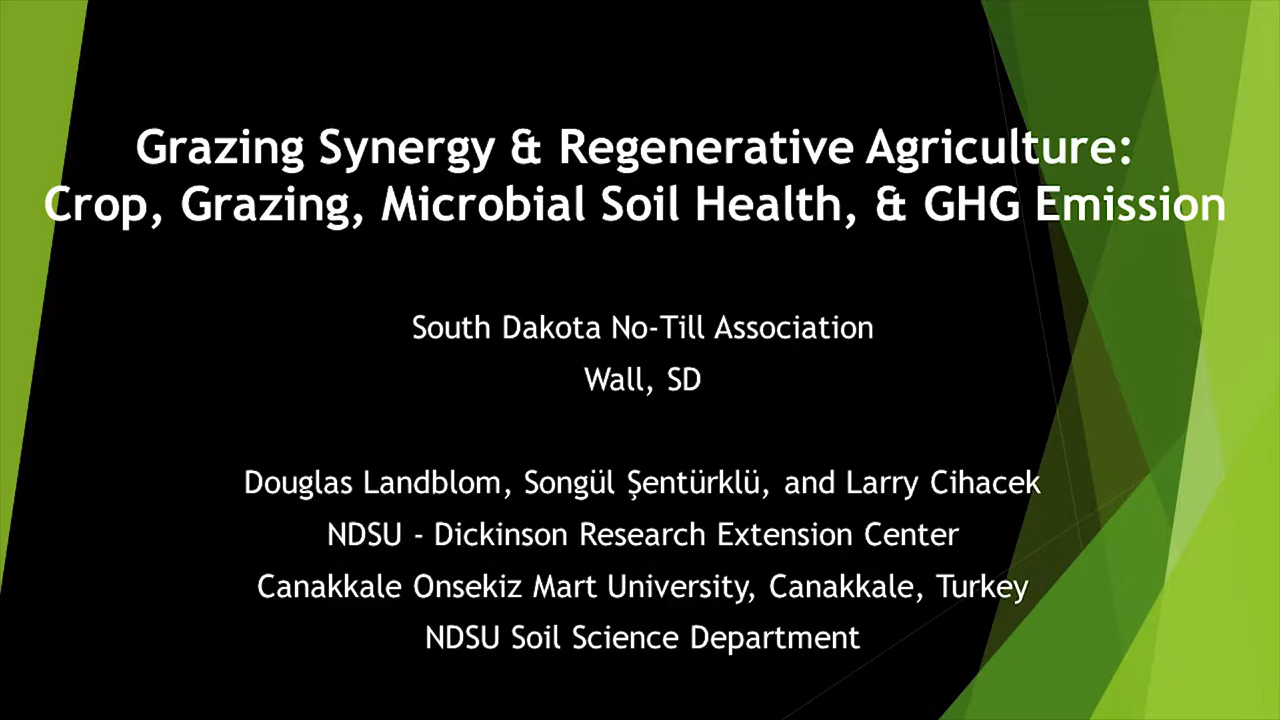 Grazing Synergy & Regenerative Agriculture:
Crop, Grazing, Microbial Soil Health, & GHG Emission
South Dakota No-Till Association
Wall, SD
Douglas Landblom, Songül Şentürklü, and Larry Cihacek
NDSU - Dickinson Research Extension Center
Canakkale Onsekiz Mart University, Canakkale, Turkey
NDSU Soil Science Department